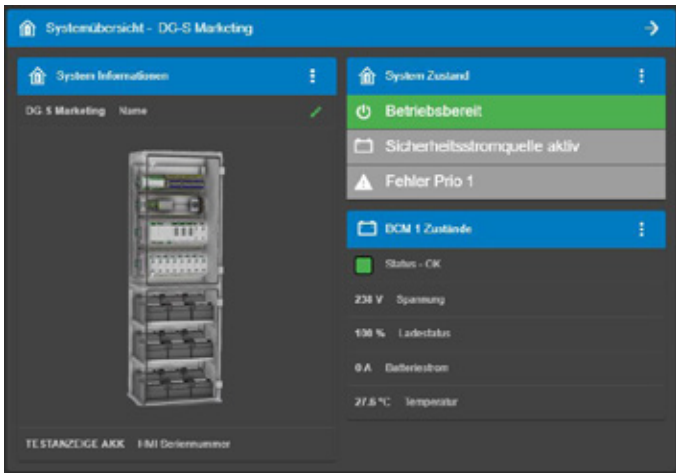 Systemübersicht - DG-S Marketing
System Informationen
DG-S Marketing Name
TESTANZEIGE AKK HMI Seriennummer
System Zustand
Betriebsbereit
Sicherheitsstromquelle aktiv
Fehler Prio 1
BCM 1 Zustände
Status - OK
238 V Spannung
100 % Ladestatus
0 A Batteriestrom
27.6 °C Temperatur